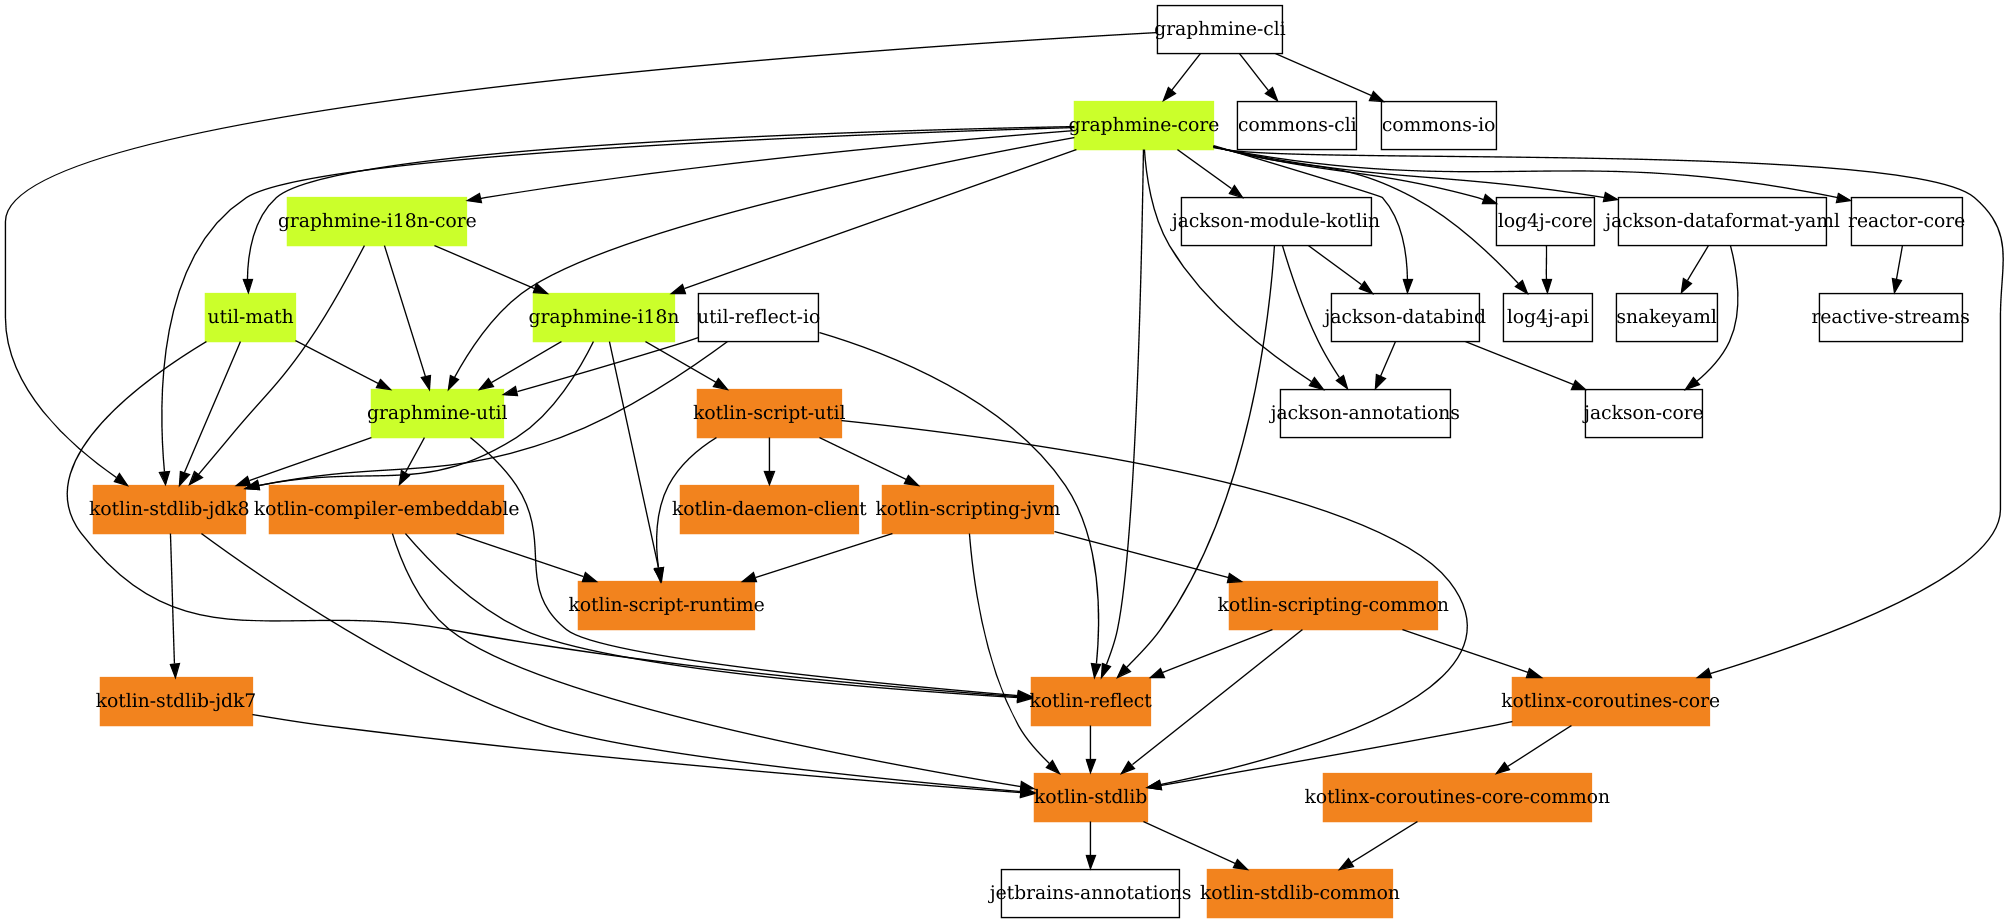 graphmine-cli
graphmine-core
commons-cli
commons-io
graphmine-i18n-core
jackson-module-kotlin
log4j-core
jackson-dataformat-yaml
reactor-core
util-math
graphmine-i18n
util-reflect-io
jackson-databind
log4j-api
snakeyaml
reactive-streams
graphmine-util
kotlin-script-util
jackson-annotations
jackson-core
kotlin-stdlib-jdk8
kotlin-compiler-embeddable
kotlin-daemon-client
kotlin-scripting-jvm
kotlin-script-runtime
kotlin-scripting-common
kotlin-stdlib-jdk7
kotlin-reflect
kotlinx-coroutines-core
kotlin-stdlib
kotlinx-coroutines-core-common
jetbrains-annotations
kotlin-stdlib-common